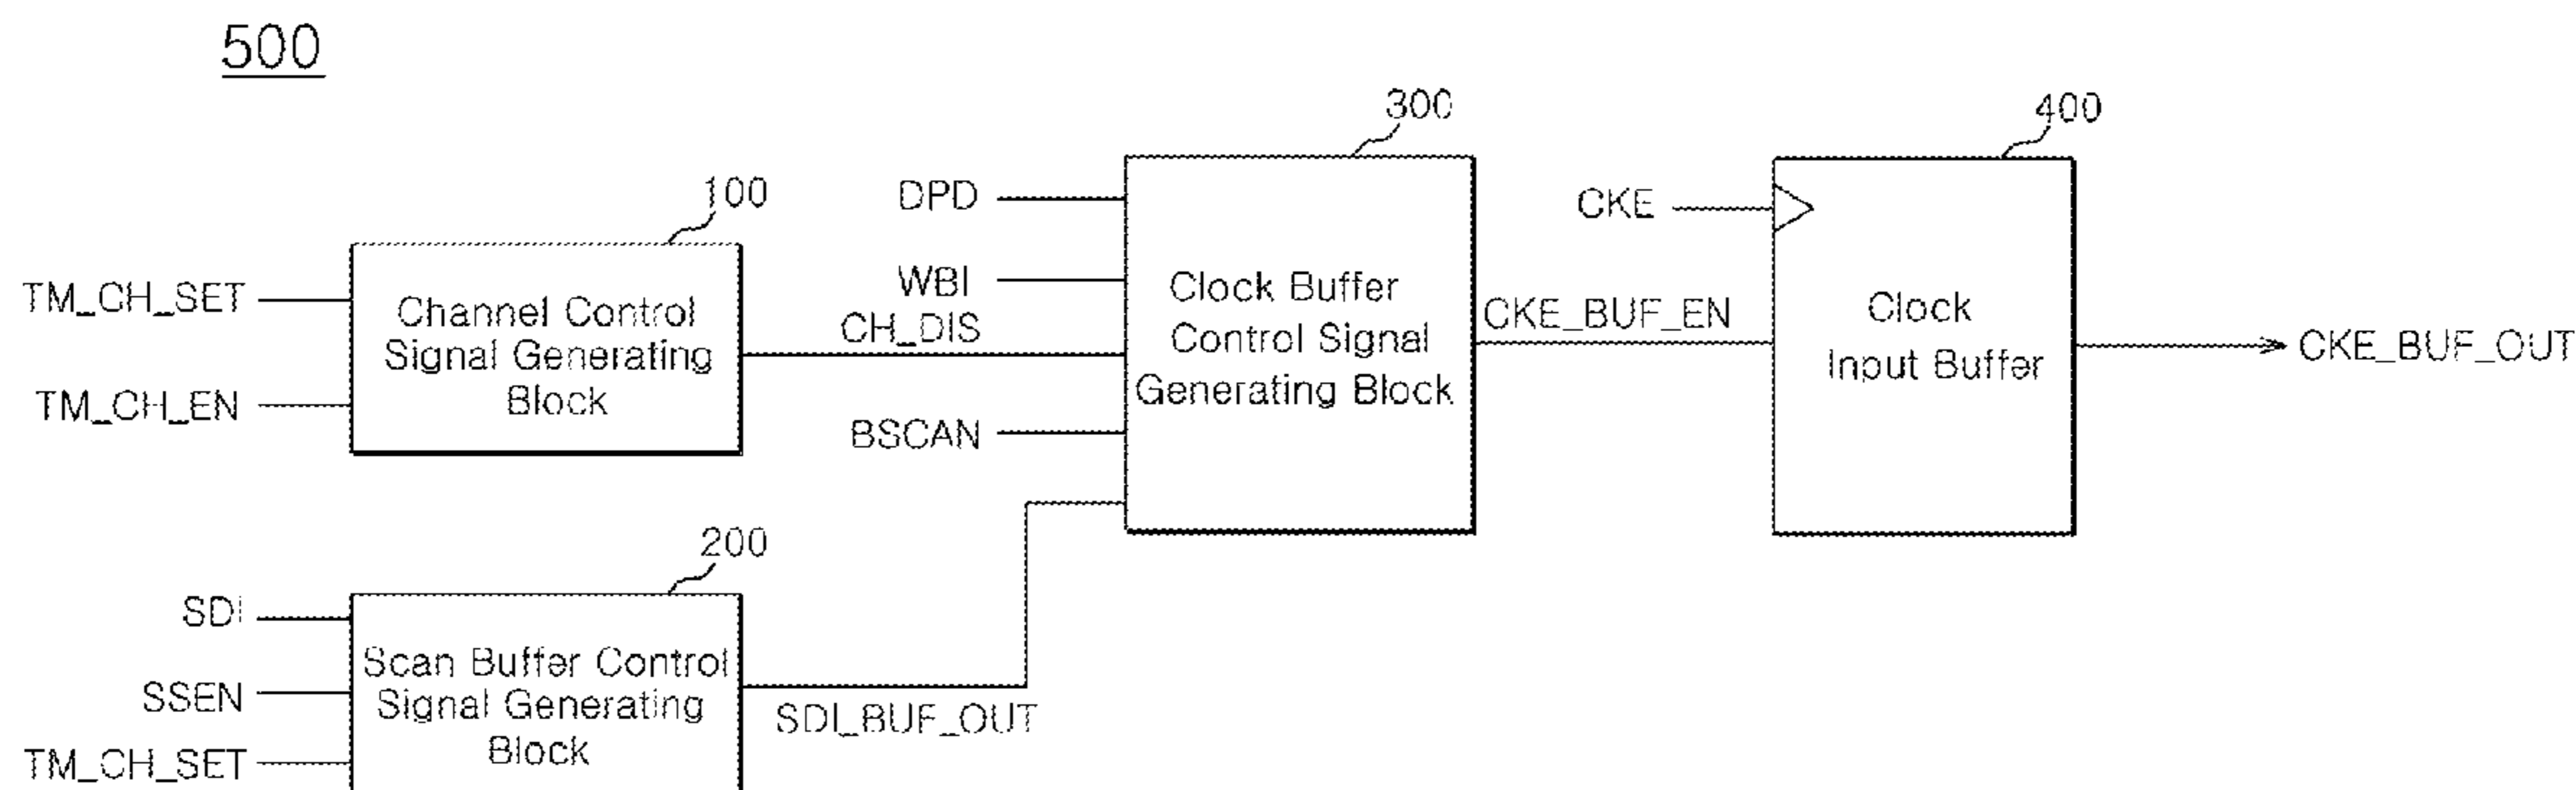 500
100
TM_CH_SET
TM_CH_EN
Channel Control
Signal Generating
Block
CH_DIS
200
SDI
SSEN
TM_CH_SET
Scan Buffer Control
Signal Generating
Block
SDI_BUF_OUT
300
DPD
WBI
BSCAN
Clock Buffer
Control Signal
Generating Block
CKE_BUF_EN
400
CKE
Clock
Input Buffer
CKE_BUF_OUT